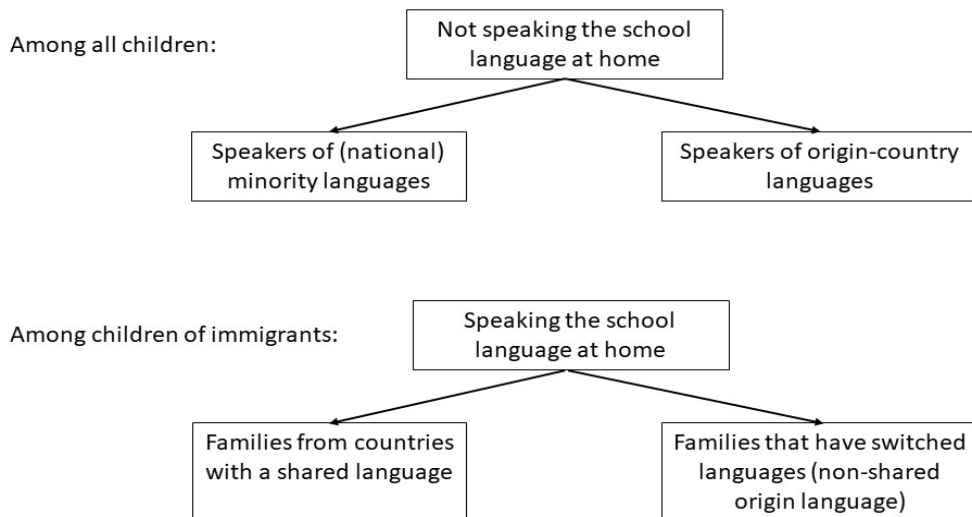 Among all children:
Not speaking the school
language at home
Speakers of (national)
minority languages
Speakers of origin-country
languages
Among children of immigrants:
Speaking the school
language at home
Families from countries
with a shared language
Families that have switched
languages (non-shared
origin language)